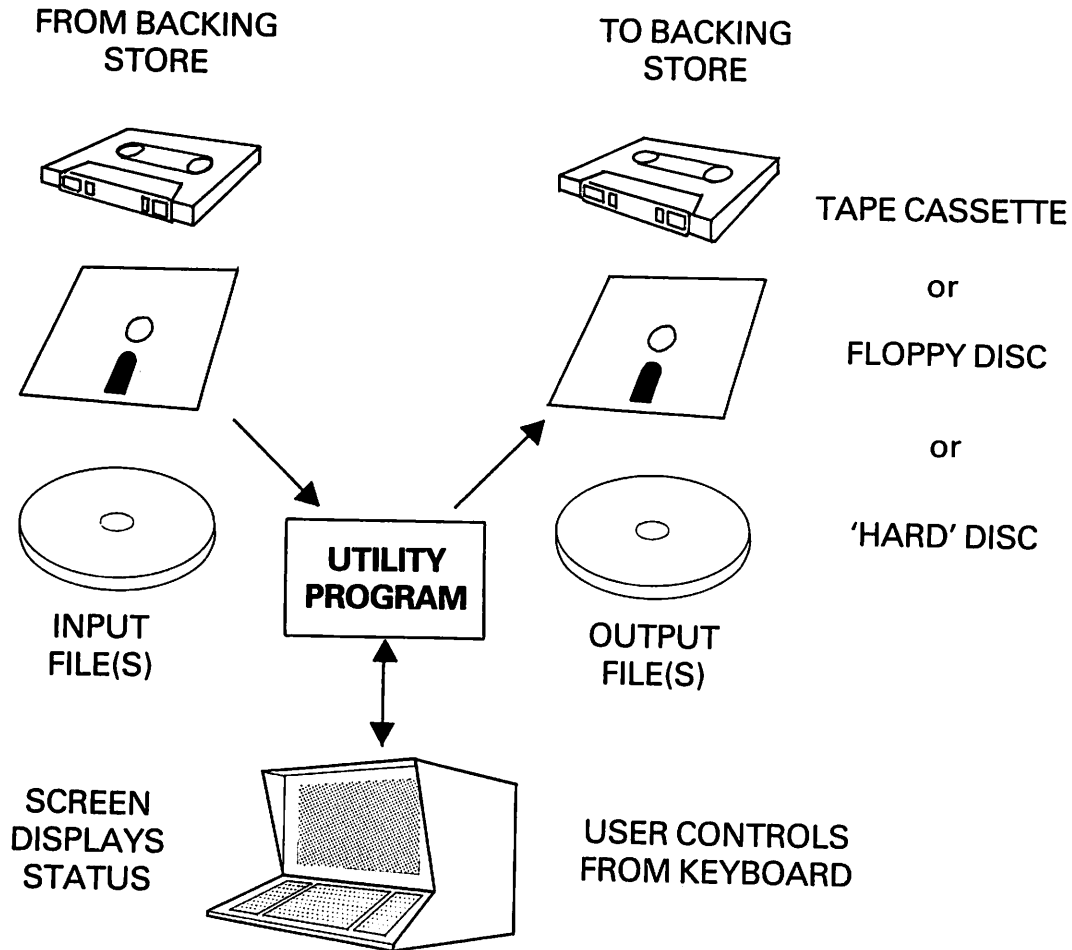 FROM BACKING
STORE
TO BACKING
STORE
TAPE CASSETTE
or
FLOPPY DISC
or
'HARD' DISC
UTILITY
PROGRAM
INPUT
FILE(S)
OUTPUT
FILE(S)
SCREEN
DISPLAYS
STATUS
USER CONTROLS
FROM KEYBOARD